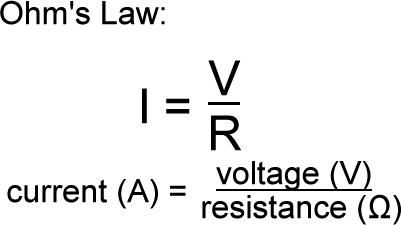 Ohm's Law:
I = V
R
current (A) = voltage (V)
resistance (Ω)